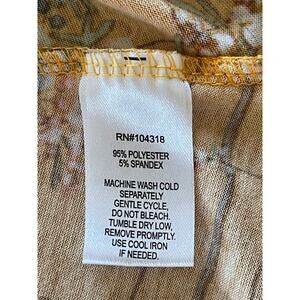 RN#104318
95% POLYESTER
5% SPANDEX
MACHINE WASH COLD
SEPARATELY
GENTLE CYCLE,
DO NOT BLEACH.
TUMBLE DRY LOW,
REMOVE PROMPTLY.
USE COOL IRON
IF NEEDED.